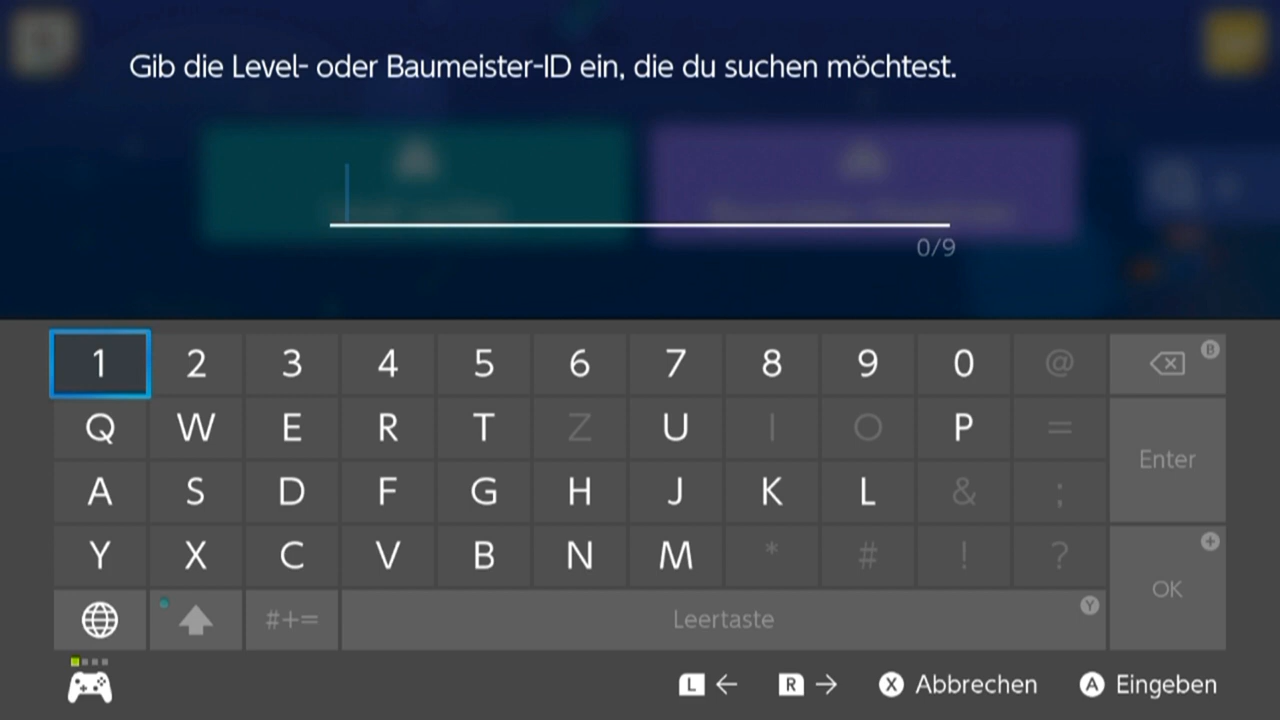 Gib die Level- oder Baumeister-ID ein, die du suchen möchtest.
0/9
1 2 3 4 5 6 7 8 9 0 @ B
Q W E R T Z U I O P = Enter
A S D F G H J K L & ;
Y X C V B N M * # ! ? + OK
#+= Leertaste Y
L ← R → X Abbrechen A Eingeben